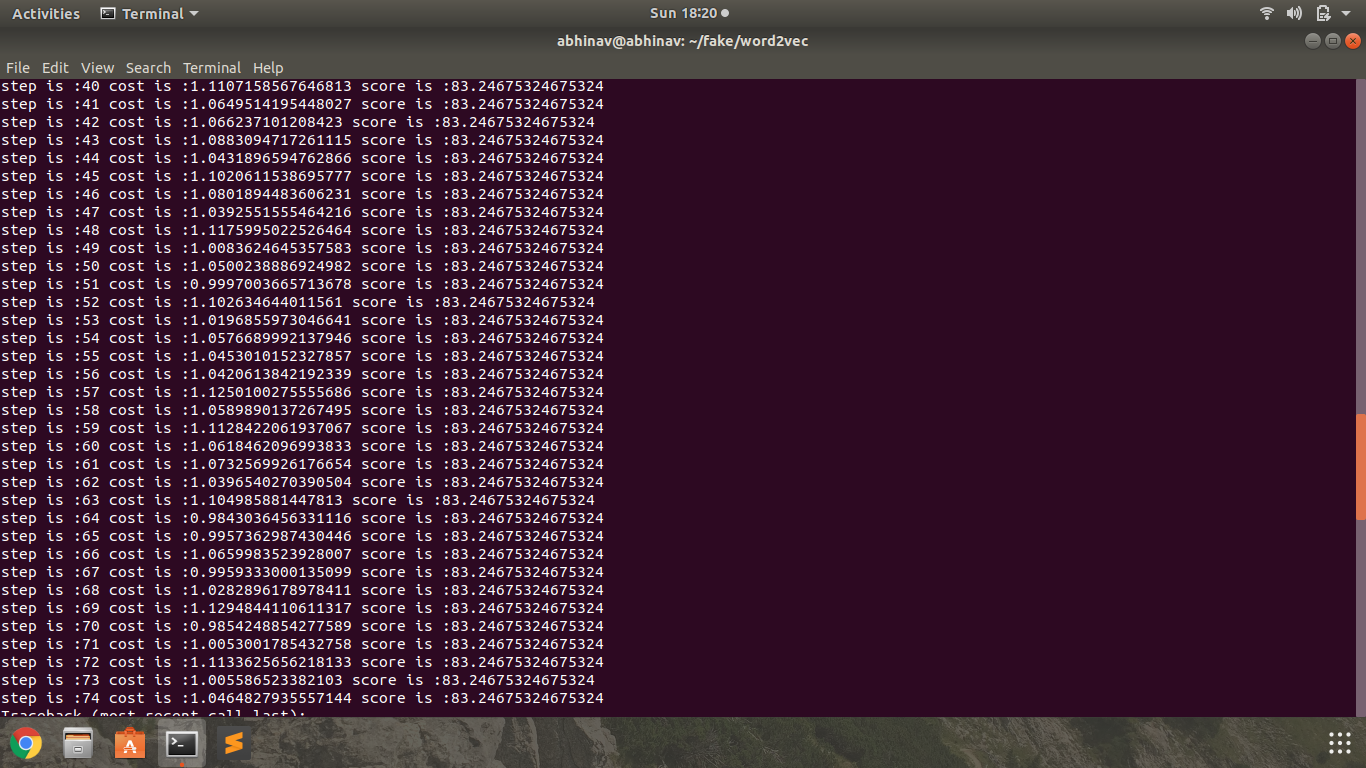 Activities Terminal Sun 18:20
abhinav@abhinav: ~/fake/word2vec
File Edit View Search Terminal Help
step is :40 cost is :1.1107158567646813 score is :83.24675324675324
step is :41 cost is :1.0649514195448027 score is :83.24675324675324
step is :42 cost is :1.066237101208423 score is :83.24675324675324
step is :43 cost is :1.0883094717261115 score is :83.24675324675324
step is :44 cost is :1.0431896594762866 score is :83.24675324675324
step is :45 cost is :1.1020611538695777 score is :83.24675324675324
step is :46 cost is :1.0801894483606231 score is :83.24675324675324
step is :47 cost is :1.0392551555464216 score is :83.24675324675324
step is :48 cost is :1.1175995022526464 score is :83.24675324675324
step is :49 cost is :1.0083624645357583 score is :83.24675324675324
step is :50 cost is :1.0500238886924982 score is :83.24675324675324
step is :51 cost is :0.9997003665713678 score is :83.24675324675324
step is :52 cost is :1.102634644011561 score is :83.24675324675324
step is :53 cost is :1.0196855973046641 score is :83.24675324675324
step is :54 cost is :1.0576689992137946 score is :83.24675324675324
step is :55 cost is :1.0453010152327857 score is :83.24675324675324
step is :56 cost is :1.0420613842192339 score is :83.24675324675324
step is :57 cost is :1.1250100275555686 score is :83.24675324675324
step is :58 cost is :1.0589890137267495 score is :83.24675324675324
step is :59 cost is :1.1128422061937067 score is :83.24675324675324
step is :60 cost is :1.0618462096993833 score is :83.24675324675324
step is :61 cost is :1.0732569926176654 score is :83.24675324675324
step is :62 cost is :1.0396540270390504 score is :83.24675324675324
step is :63 cost is :1.104985881447813 score is :83.24675324675324
step is :64 cost is :0.9843036456331116 score is :83.24675324675324
step is :65 cost is :0.9957362987430446 score is :83.24675324675324
step is :66 cost is :1.0659983523928007 score is :83.24675324675324
step is :67 cost is :0.9959333000135099 score is :83.24675324675324
step is :68 cost is :1.0282896178978411 score is :83.24675324675324
step is :69 cost is :1.1294844110611317 score is :83.24675324675324
step is :70 cost is :0.9854248854277589 score is :83.24675324675324
step is :71 cost is :1.0053001785432758 score is :83.24675324675324
step is :72 cost is :1.1133625656218133 score is :83.24675324675324
step is :73 cost is :1.005586523382103 score is :83.24675324675324
step is :74 cost is :1.0464827935557144 score is :83.24675324675324
Traceback (most recent call last):